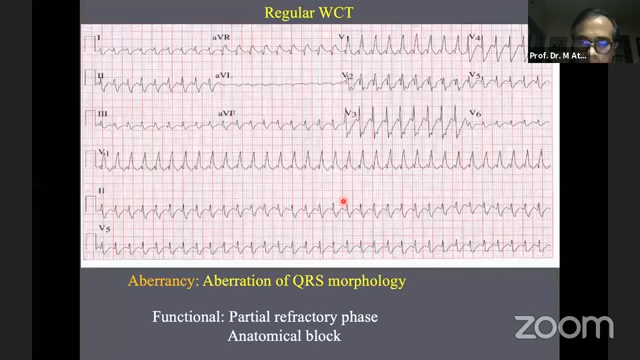 Regular WCT
Prof. Dr. M At...
I aVR V1 V4
II aVL V2 V5
III aVF V3 V6
V1
II
V5
Aberrancy: Aberration of QRS morphology
Functional: Partial refractory phase
Anatomical block
zoom